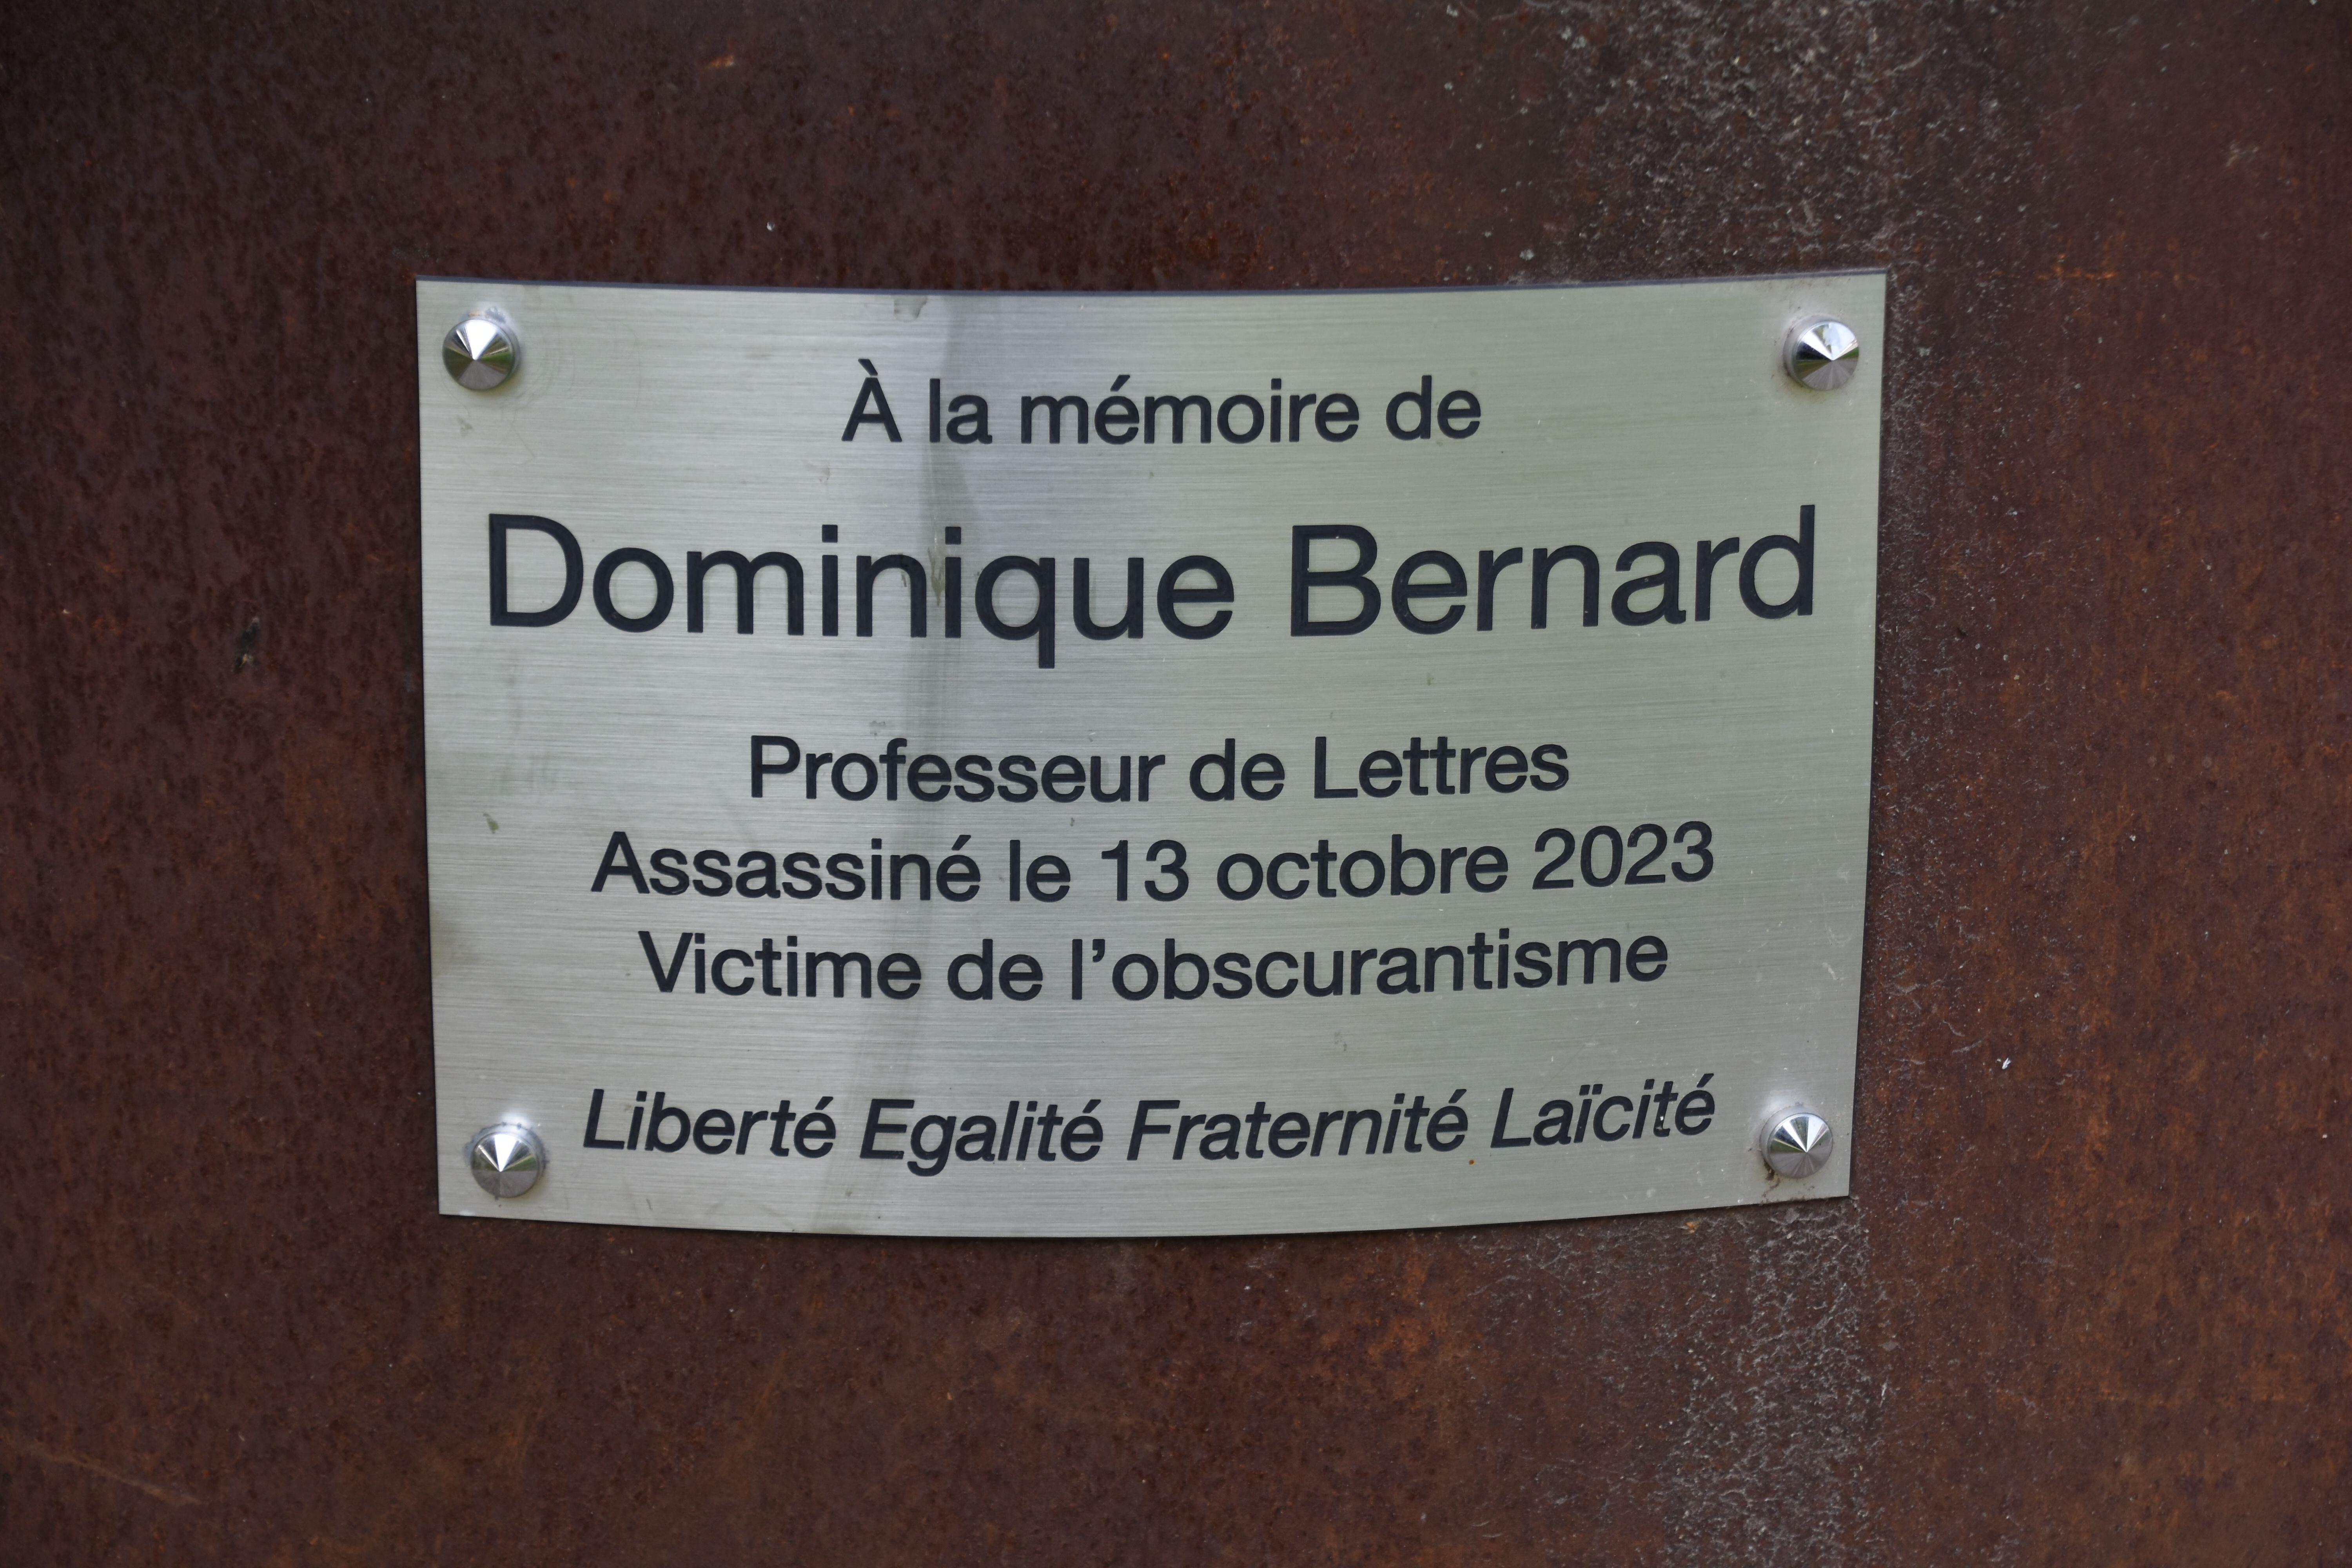 À la mémoire de
Dominique Bernard
Professeur de Lettres
Assassiné le 13 octobre 2023
Victime de l’obscurantisme
Liberté Egalité Fraternité Laïcité